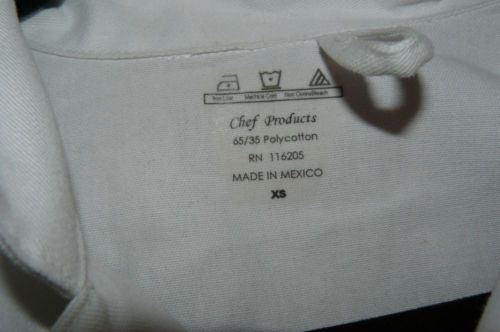 Iron Low Machine Cold Non Chlorine Bleach
Chef Products
65/35 Polycotton
RN 116205
MADE IN MEXICO
XS